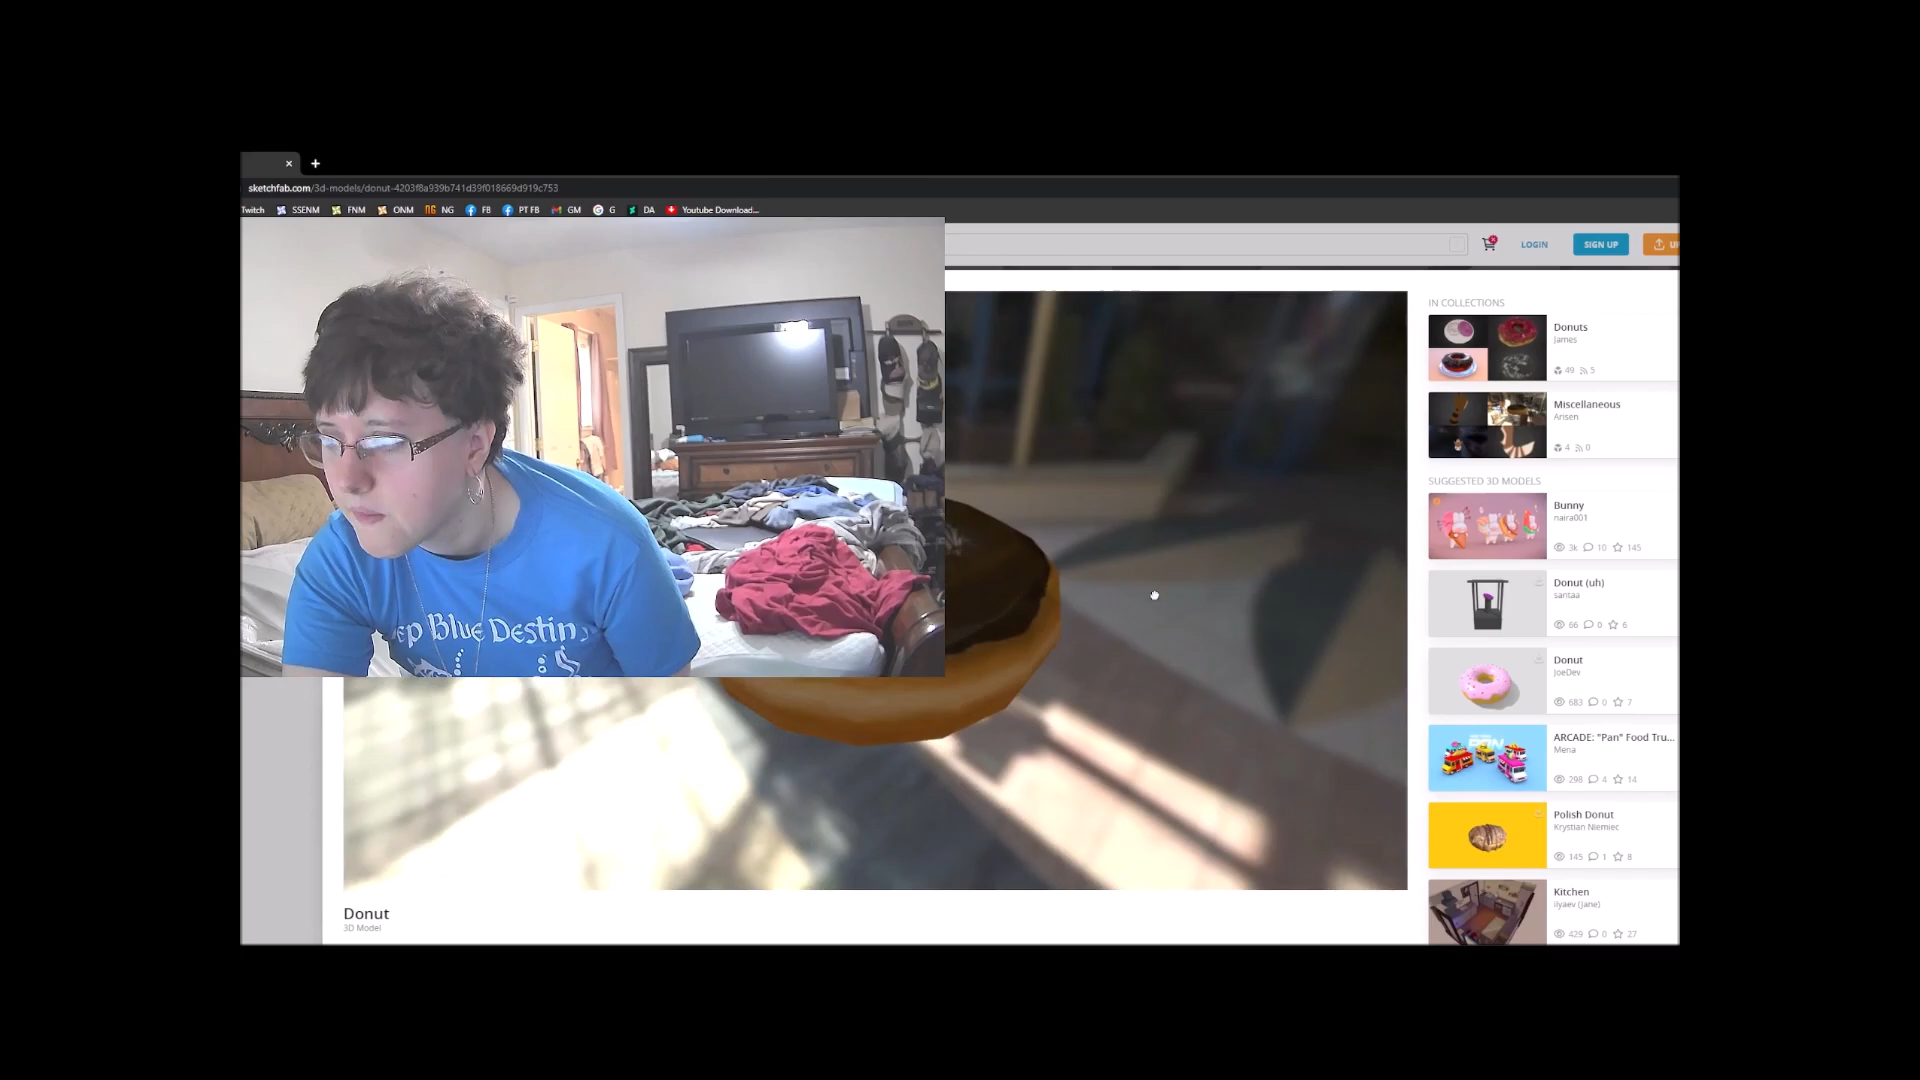 sketchfab.com/3d-models/donut-4203f8a939b741d39f018669d919c753
Twitch SSENM FNM ONM NG FB PT FB GM G DA Youtube Download...
LOGIN SIGN UP
IN COLLECTIONS
Donuts
James
49 5
Miscellaneous
Arisen
4 0
SUGGESTED 3D MODELS
Bunny
naira001
3k 10 145
Donut (uh)
santaa
66 0 6
Donut
JoeDev
683 0 7
ARCADE: "Pan" Food Tru...
Mena
298 4 14
Polish Donut
Krystian Niemiec
145 1 8
Kitchen
ilyaev (Jane)
429 0 27
ep Blue Destin
Donut
3D Model